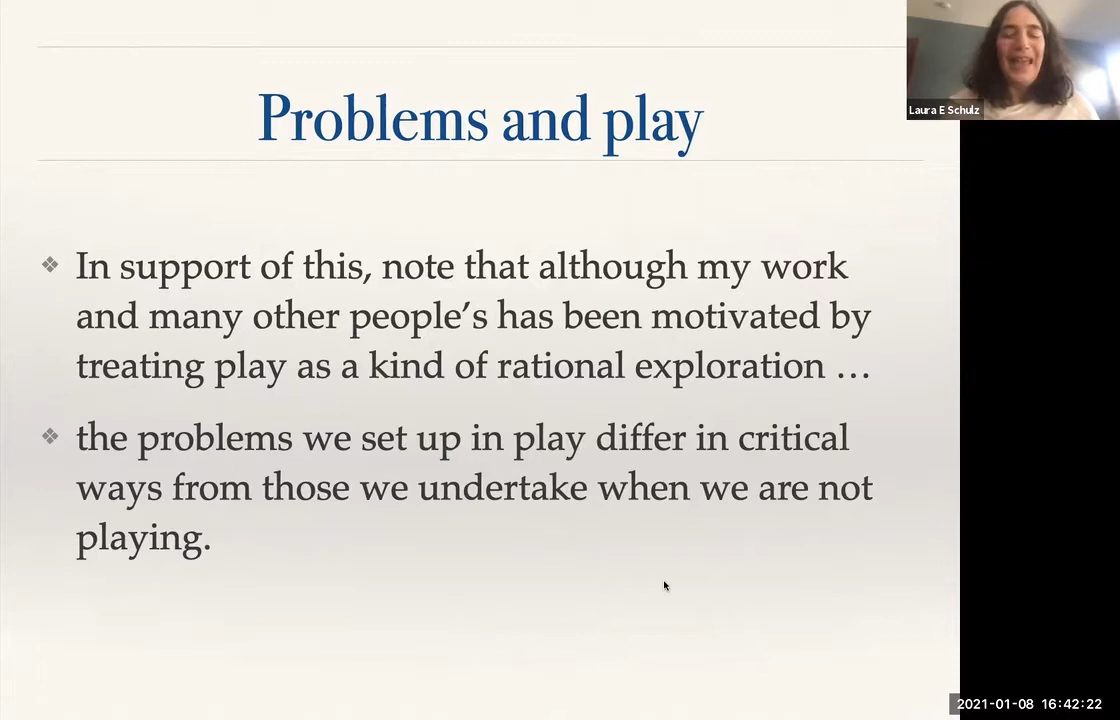 Problems and play
Laura E Schulz
❖ In support of this, note that although my work
and many other people’s has been motivated by
treating play as a kind of rational exploration …
❖ the problems we set up in play differ in critical
ways from those we undertake when we are not
playing.
2021-01-08 16:42:22